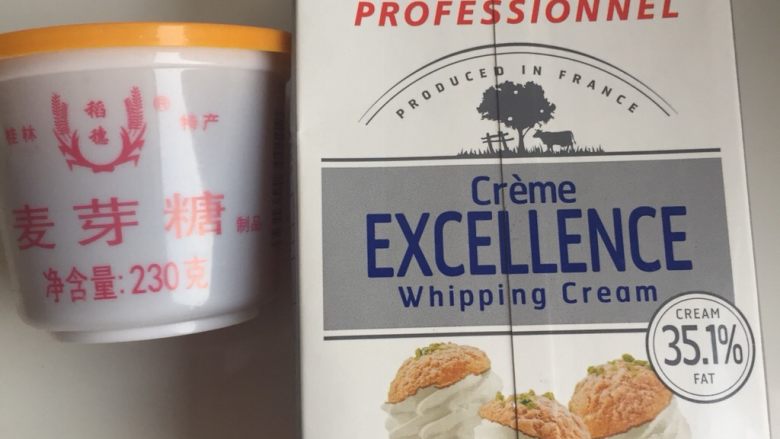 稻穗
®
桂林 特产
麦芽糖 制品
净含量:230克
PROFESSIONNEL
PRODUCED IN FRANCE
Crème
EXCELLENCE
Whipping Cream
CREAM
35.1%
FAT